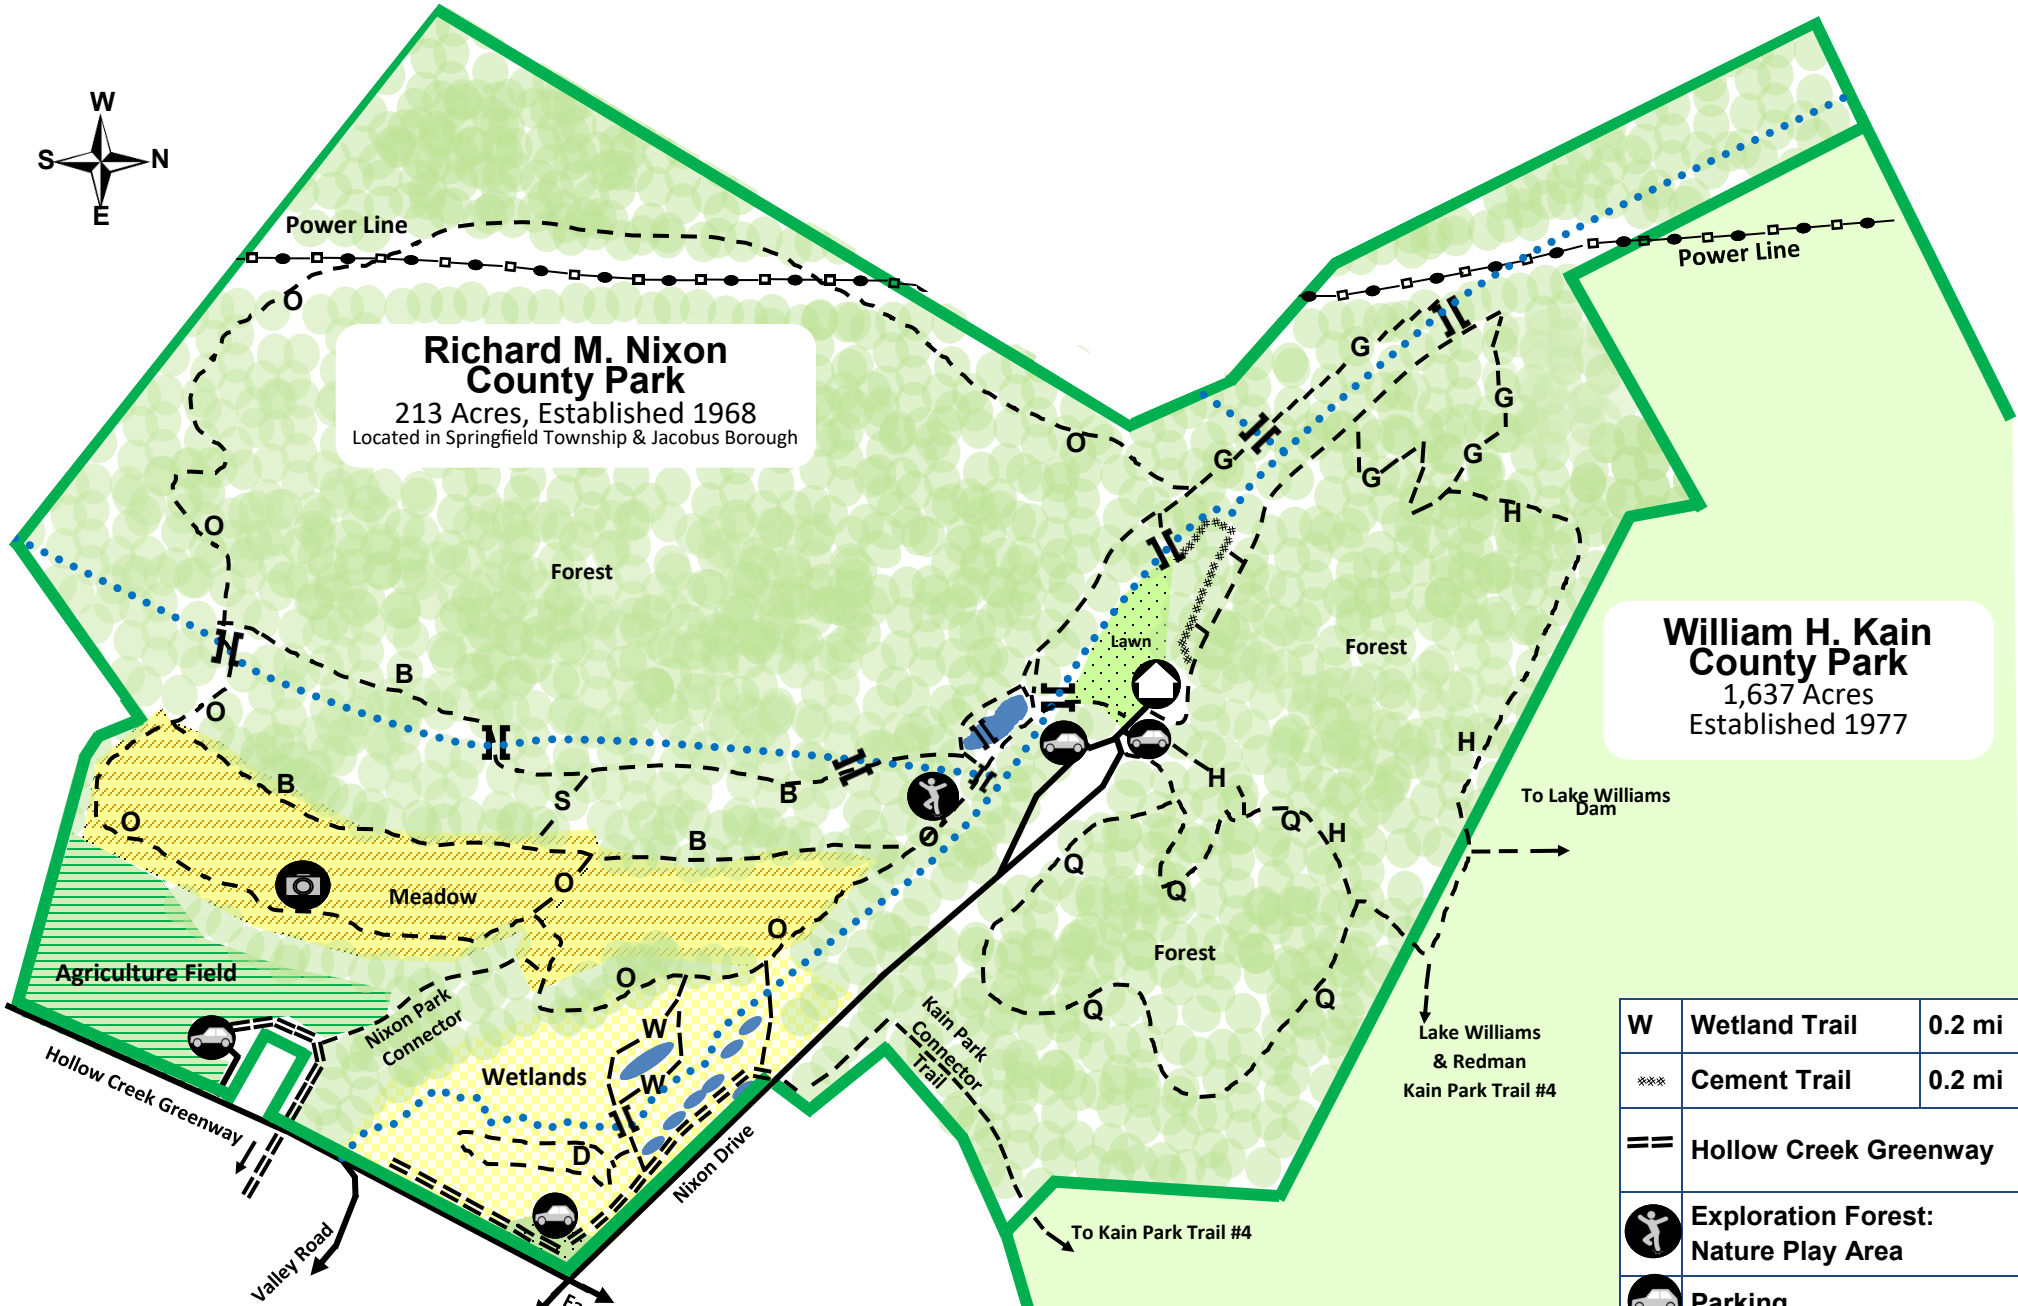 W
S
N
E
Power Line
Power Line
O
Richard M. Nixon
County Park
213 Acres, Established 1968
Located in Springfield Township & Jacobus Borough
G
G
O
G
G
G
H
O
Forest
Lawn
Forest
William H. Kain
County Park
1,637 Acres
Established 1977
B
O
H
B
S
B
H
To Lake Williams
Dam
O
B
O
Q
H
Q
Q
O
Meadow
O
Forest
Agriculture Field
O
Q
Q
Nixon Park
Connector
Kain Park
Connector
Trail
W
Wetlands
W
Lake Williams
& Redman
Kain Park Trail #4
Hollow Creek Greenway
D
Nixon Drive
Valley Road
To Kain Park Trail #4
W Wetland Trail 0.2 mi
Cement Trail 0.2 mi
Hollow Creek Greenway
Exploration Forest:
Nature Play Area
Parking